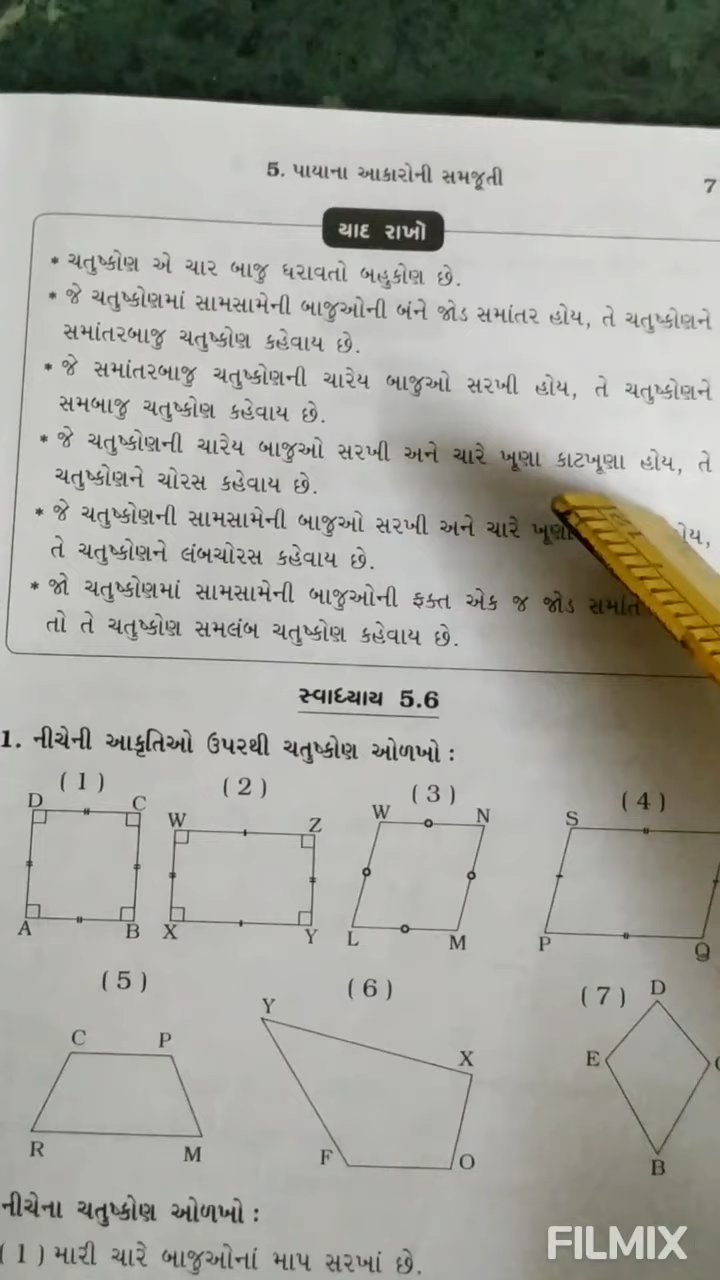 5. પાયાના આકારોની સમજૂતી
7
યાદ રાખો
* ચતુષ્કોણ એ ચાર બાજુ ધરાવતો બહુકોણ છે.
* જે ચતુષ્કોણમાં સામસામેની બાજુઓની બંને જોડ સમાંતર હોય, તે ચતુષ્કોણને
સમાંતરબાજુ ચતુષ્કોણ કહેવાય છે.
* જે સમાંતરબાજુ ચતુષ્કોણની ચારેય બાજુઓ સરખી હોય, તે ચતુષ્કોણને
સમબાજુ ચતુષ્કોણ કહેવાય છે.
* જે ચતુષ્કોણની ચારેય બાજુઓ સરખી અને ચારે ખૂણા કાટખૂણા હોય, તે
ચતુષ્કોણને ચોરસ કહેવાય છે.
* જે ચતુષ્કોણની સામસામેની બાજુઓ સરખી અને ચારે ખૂણા
તે ચતુષ્કોણને લંબચોરસ કહેવાય છે.
* જો ચતુષ્કોણમાં સામસામેની બાજુઓની ફક્ત એક જ જોડ
તો તે ચતુષ્કોણ સમલંબ ચતુષ્કોણ કહેવાય છે.
સ્વાધ્યાય 5.6
1. નીચેની આકૃતિઓ ઉપરથી ચતુષ્કોણ ઓળખો :
(1) (2) (3) (4)
D C W Z W N S
A B X Y L M P Q
(5) (6) (7)
C P Y X D E
R M F O B
નીચેના ચતુષ્કોણ ઓળખો :
(1) મારી ચારે બાજુઓનાં માપ સરખાં છે.
FILMIX